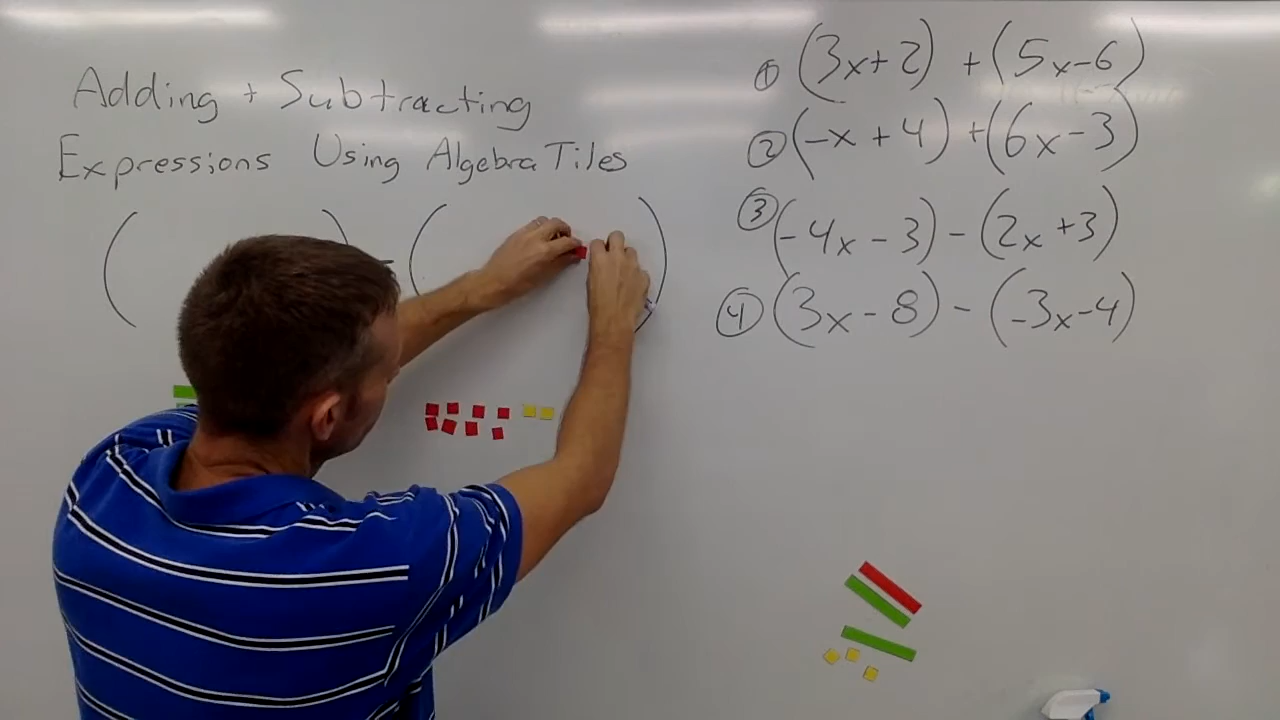 Adding + Subtracting
Expressions Using Algebra Tiles
( ) - ( )
① (3x+2) + (5x-6)
② (-x + 4) + (6x - 3)
③ (-4x - 3) - (2x +3)
④ (3x - 8) - (-3x-4)